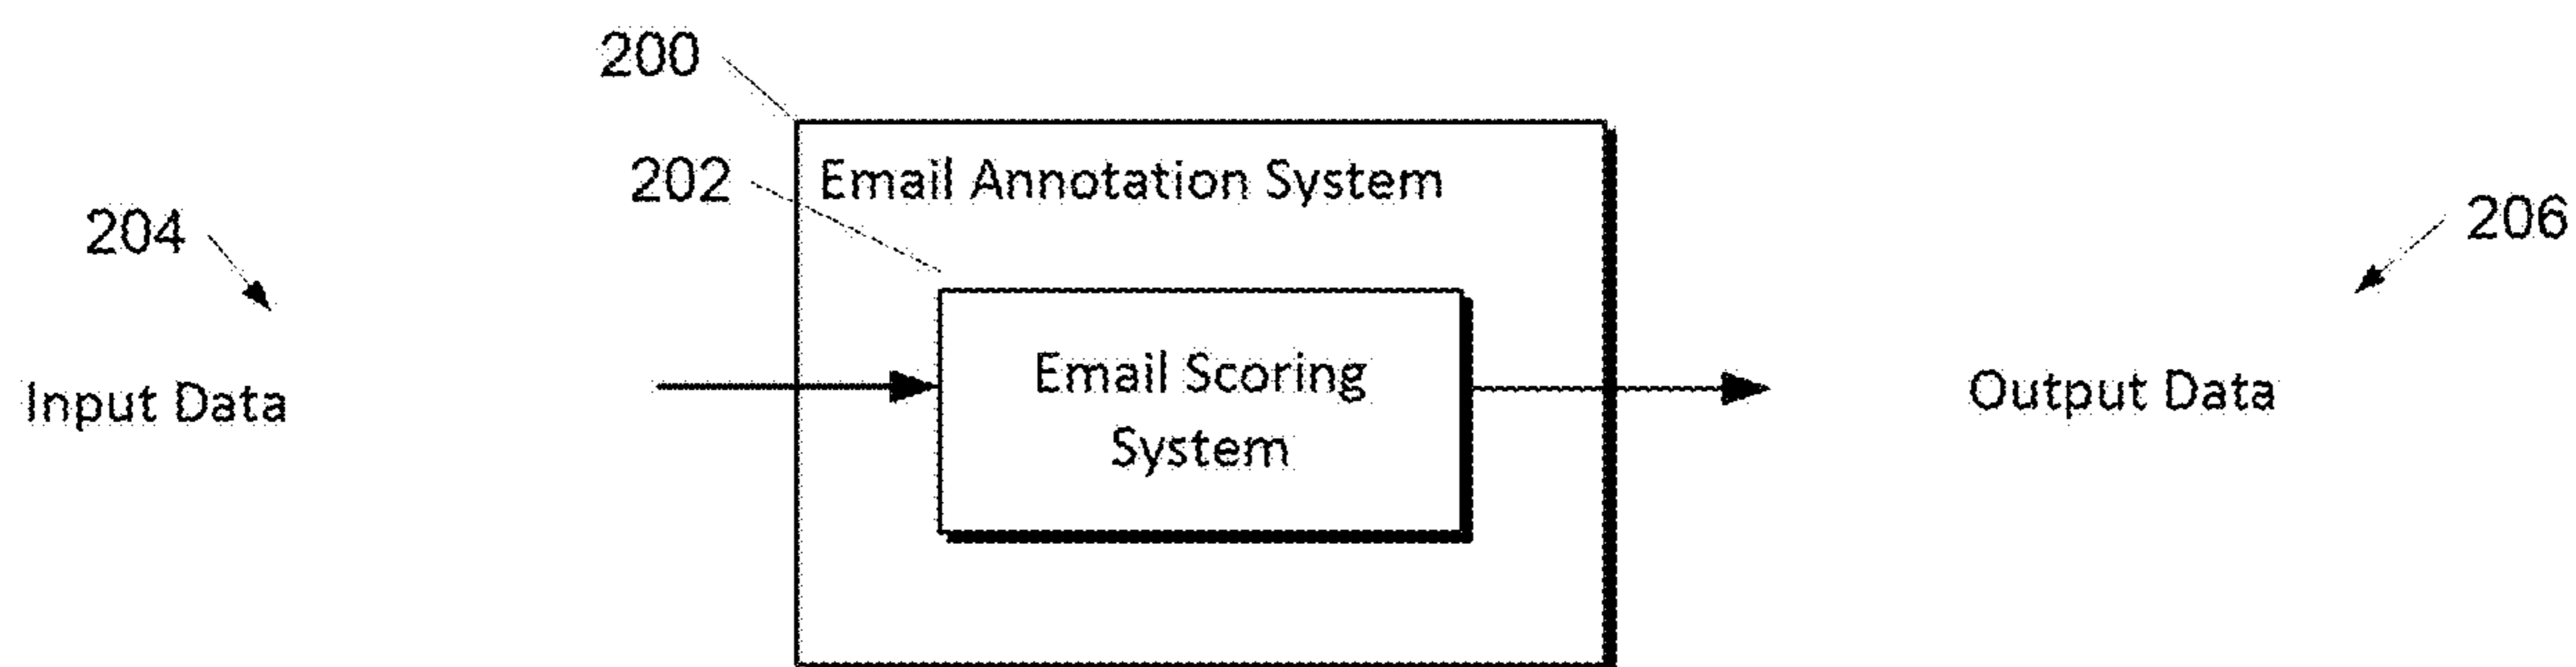 200
202
Email Annotation System
204
206
Input Data
Email Scoring
System
Output Data